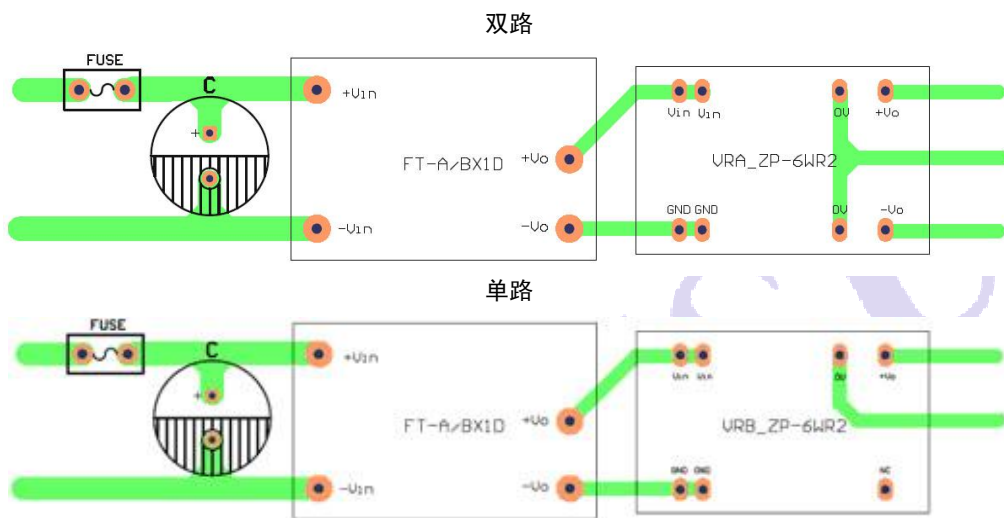 双路
FUSE
C
+Vin
+
FT-A/BX1D
+Vo
-Vin
-Vo
Vin Vin
0V +Vo
VRA_ZP-6WR2
GND GND
0V -Vo
单路
FUSE
C
+Vin
+
FT-A/BX1D
+Vo
-Vin
-Vo
Vin Vin
0V +Vo
VRB_ZP-6WR2
GND GND
NC